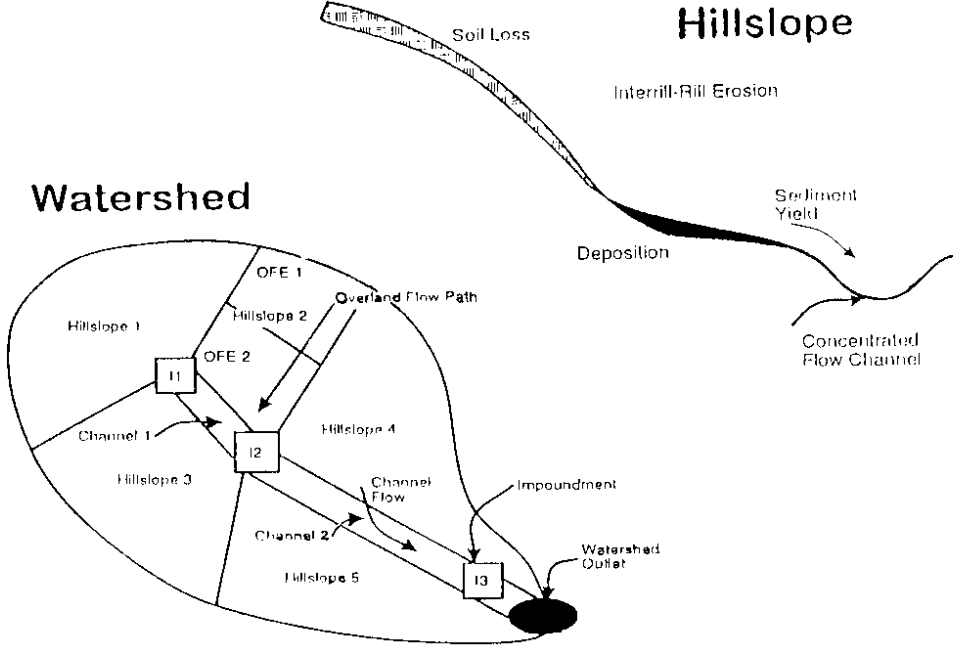 Hillslope
Soil Loss
Interrill-Rill Erosion
Sediment
Yield
Deposition
Concentrated
Flow Channel
Watershed
OFE 1
Overland Flow Path
Hillslope 2
Hillslope 1
OFE 2
I1
Channel 1
I2
Hillslope 4
Hillslope 3
Channel
Flow
Impoundment
Channel 2
Watershed
Outlet
Hillslope 5
I3